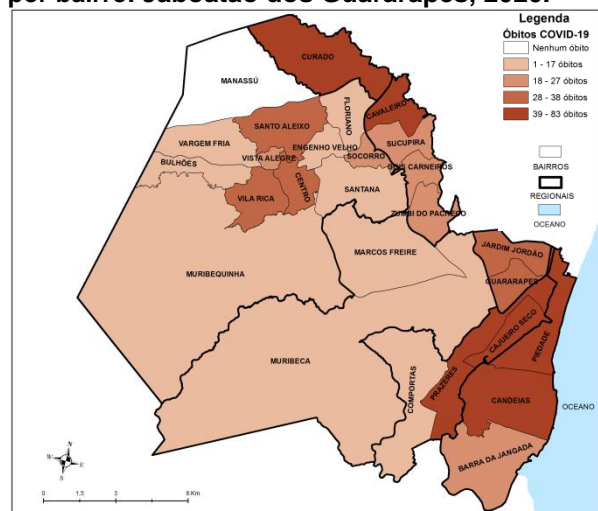 por bairro. Jaboatão dos Guararapes, 2020.
Legenda
Óbitos COVID-19
Nenhum óbito
1 - 17 óbitos
18 - 27 óbitos
28 - 38 óbitos
39 - 83 óbitos
BAIRROS
REGIONAIS
OCEANO
CURADO
MANASSÚ
CAVALEIRO
FLORIANO
SANTO ALEIXO
VARGEM FRIA
ENGENHO VELHO
SUCUPIRA
BULHÕES
VISTA ALEGRE
SOCORRO
DOIS CARNEIROS
VILA RICA
CENTRO
SANTANA
ZUMBI DO PACHECO
MARCOS FREIRE
JARDIM JORDÃO
MURIBEQUINHA
GUARARAPES
CAJUEIRO SECO
PIEDADE
MURIBECA
COMPORTAS
PRAZERES
CANDEIAS
OCEANO
BARRA DA JANGADA
N
W
E
S
0 1,5 3 6 Km